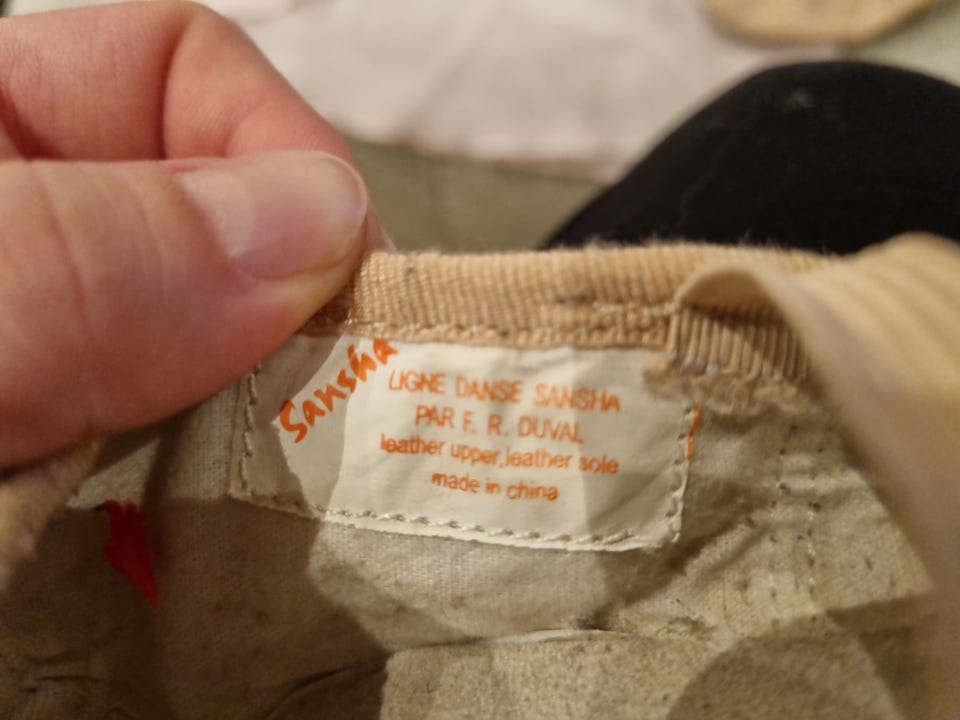 Sansha
LIGNE DANSE SANSHA
PAR F. R. DUVAL
leather upper,leather sole
made in china